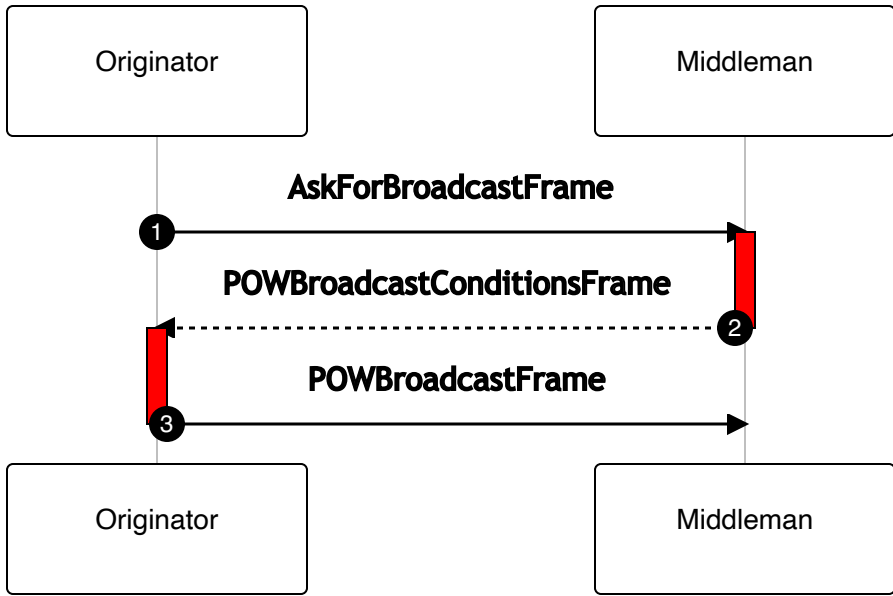 Originator
Middleman
AskForBroadcastFrame
1
POWBroadcastConditionsFrame
2
POWBroadcastFrame
3
Originator
Middleman